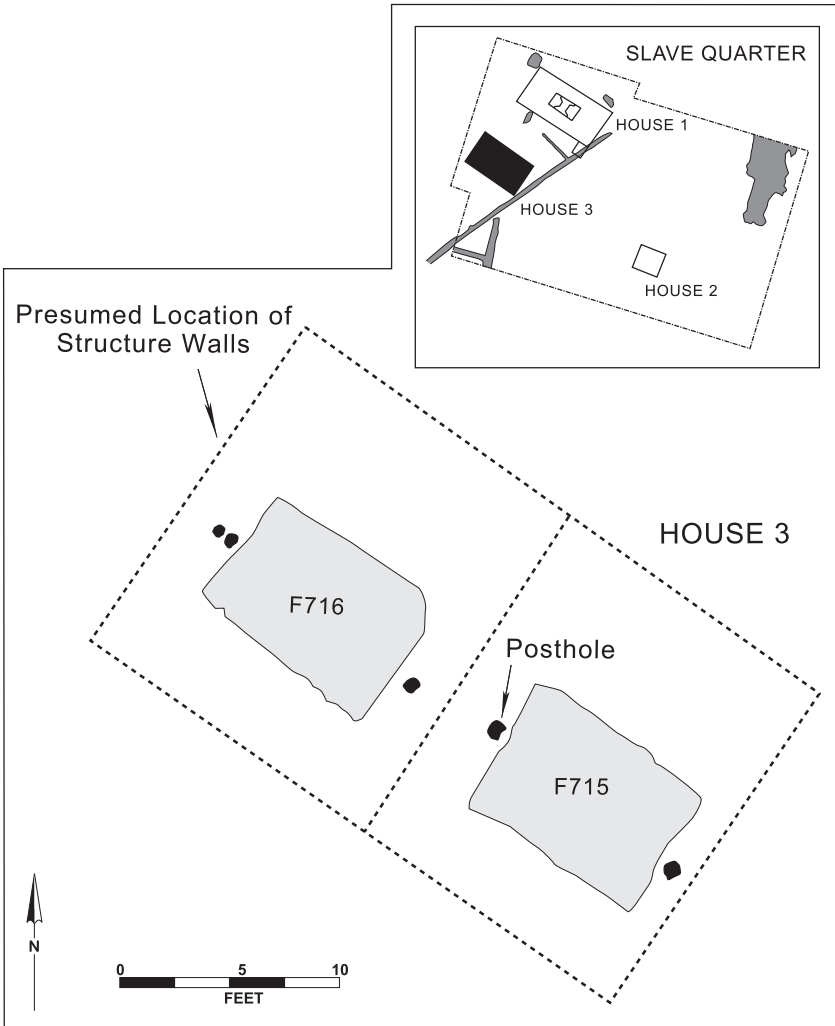 SLAVE QUARTER
HOUSE 1
HOUSE 3
HOUSE 2
Presumed Location of
Structure Walls
HOUSE 3
F716
Posthole
F715
N
0 5 10
FEET